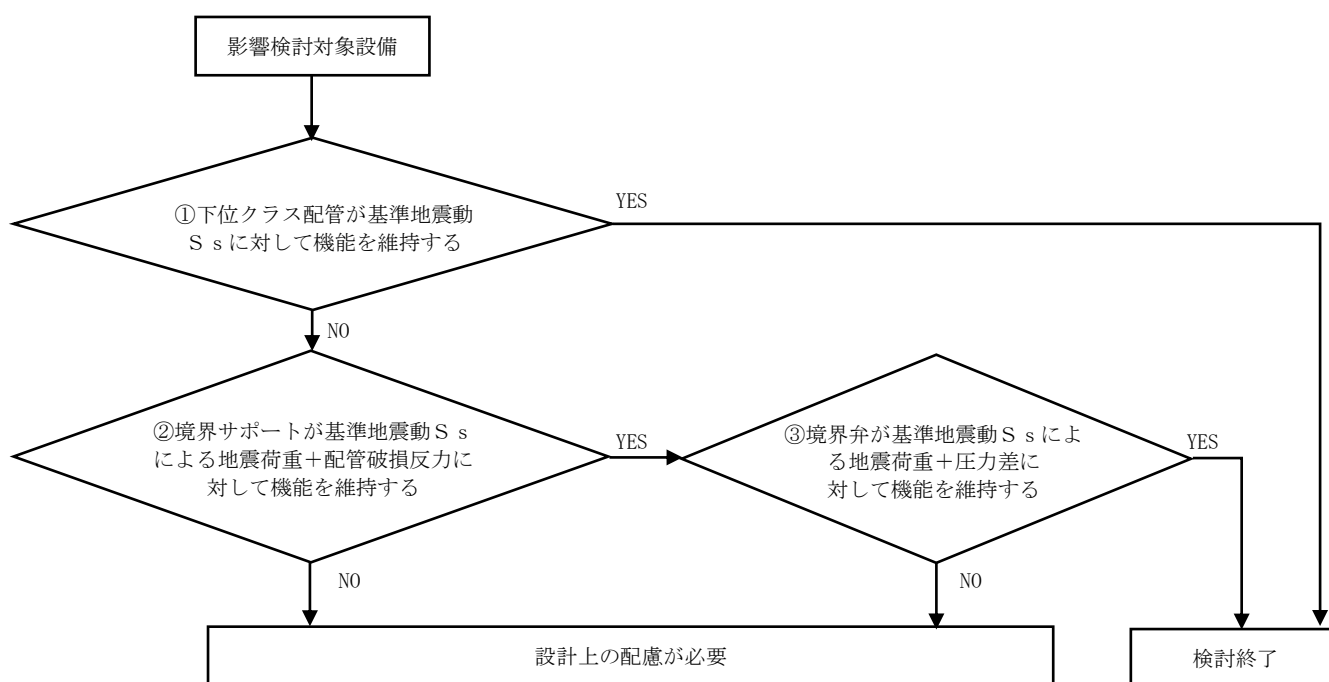 影響検討対象設備
①下位クラス配管が基準地震動
Ｓｓに対して機能を維持する
YES
NO
②境界サポートが基準地震動Ｓｓ
による地震荷重＋配管破損反力に
対して機能を維持する
YES
③境界弁が基準地震動Ｓｓによ
る地震荷重＋圧力差に
対して機能を維持する
YES
NO
NO
設計上の配慮が必要
検討終了